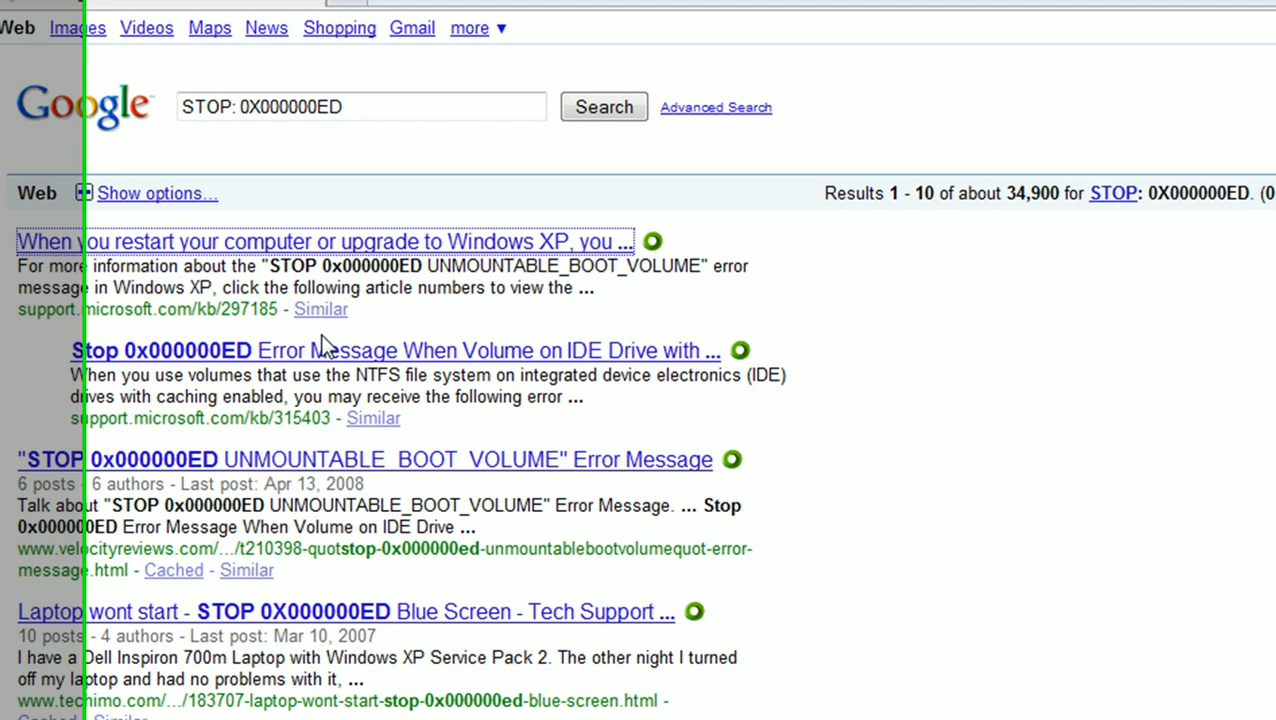 Web Images Videos Maps News Shopping Gmail more ▼
Google™ STOP: 0X000000ED Search Advanced Search
Web Show options... Results 1 - 10 of about 34,900 for STOP: 0X000000ED. (0
When you restart your computer or upgrade to Windows XP, you ...
For more information about the "STOP 0x000000ED UNMOUNTABLE_BOOT_VOLUME" error
message in Windows XP, click the following article numbers to view the ...
support.microsoft.com/kb/297185 - Similar
Stop 0x000000ED Error Message When Volume on IDE Drive with ...
When you use volumes that use the NTFS file system on integrated device electronics (IDE)
drives with caching enabled, you may receive the following error ...
support.microsoft.com/kb/315403 - Similar
"STOP 0x000000ED UNMOUNTABLE_BOOT_VOLUME" Error Message
6 posts - 6 authors - Last post: Apr 13, 2008
Talk about "STOP 0x000000ED UNMOUNTABLE_BOOT_VOLUME" Error Message. ... Stop
0x000000ED Error Message When Volume on IDE Drive ...
www.velocityreviews.com/.../t210398-quotstop-0x000000ed-unmountablebootvolumequot-error-
message.html - Cached - Similar
Laptop wont start - STOP 0X000000ED Blue Screen - Tech Support ...
10 posts - 4 authors - Last post: Mar 10, 2007
I have a Dell Inspiron 700m Laptop with Windows XP Service Pack 2. The other night I turned
off my laptop and had no problems with it, ...
www.techimo.com/.../183707-laptop-wont-start-stop-0x000000ed-blue-screen.html -
Cached - Similar